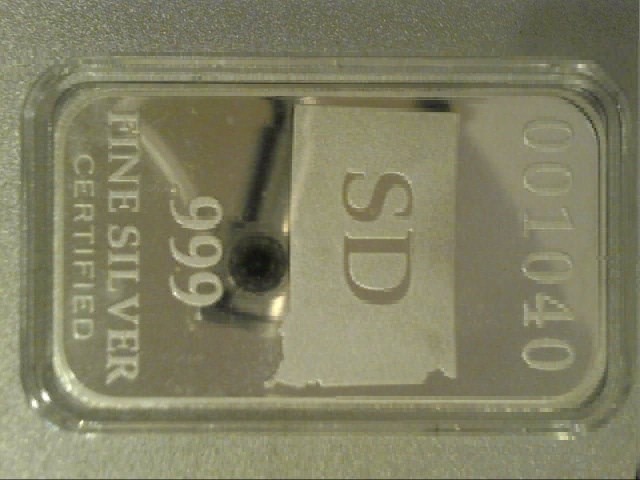 001040
SD
999
FINE SILVER
CERTIFIED